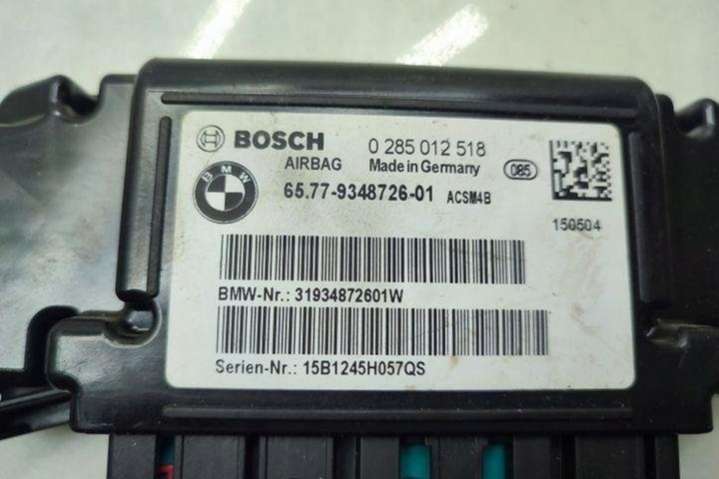 BOSCH 0 285 012 518
AIRBAG Made in Germany 085
BMW
65.77-9348726-01 ACSM4B
150504
BMW-Nr.: 31934872601W
Serien-Nr.: 15B1245H057QS